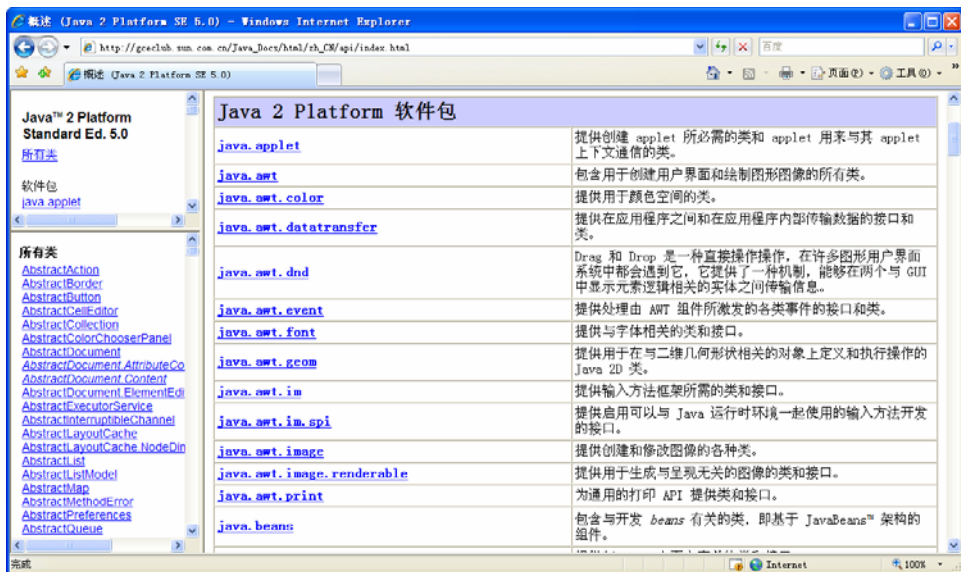 概述 (Java 2 Platform SE 5.0) - Windows Internet Explorer
http://gceclub.sun.com.cn/Java_Docs/html/zh_CN/api/index.html
百度
概述 (Java 2 Platform SE 5.0)
页面(P)
工具(O)
Java™ 2 Platform
Standard Ed. 5.0
所有类
软件包
java.applet
所有类
AbstractAction
AbstractBorder
AbstractButton
AbstractCellEditor
AbstractCollection
AbstractColorChooserPanel
AbstractDocument
AbstractDocument.AttributeCo
AbstractDocument.Content
AbstractDocument.ElementEdi
AbstractExecutorService
AbstractInterruptibleChannel
AbstractLayoutCache
AbstractLayoutCache.NodeDin
AbstractList
AbstractListModel
AbstractMap
AbstractMethodError
AbstractPreferences
AbstractQueue
Java 2 Platform 软件包
java.applet
提供创建 applet 所必需的类和 applet 用来与其 applet
上下文通信的类。
java.awt
包含用于创建用户界面和绘制图形图像的所有类。
java.awt.color
提供用于颜色空间的类。
java.awt.datatransfer
提供在应用程序之间和在应用程序内部传输数据的接口和
类。
java.awt.dnd
Drag 和 Drop 是一种直接操作操作，在许多图形用户界面
系统中都会遇到它，它提供了一种机制，能够在两个与 GUI
中显示元素逻辑相关的实体之间传输信息。
java.awt.event
提供处理由 AWT 组件所激发的各类事件的接口和类。
java.awt.font
提供与字体相关的类和接口。
java.awt.geom
提供用于在与二维几何形状相关的对象上定义和执行操作的
Java 2D 类。
java.awt.im
提供输入方法框架所需的类和接口。
java.awt.im.spi
提供启用可以与 Java 运行时环境一起使用的输入方法开发
的接口。
java.awt.image
提供创建和修改图像的各种类。
java.awt.image.renderable
提供用于生成与呈现无关的图像的类和接口。
java.awt.print
为通用的打印 API 提供类和接口。
java.beans
包含与开发 beans 有关的类，即基于 JavaBeans™ 架构的
组件。
完成
Internet
100%